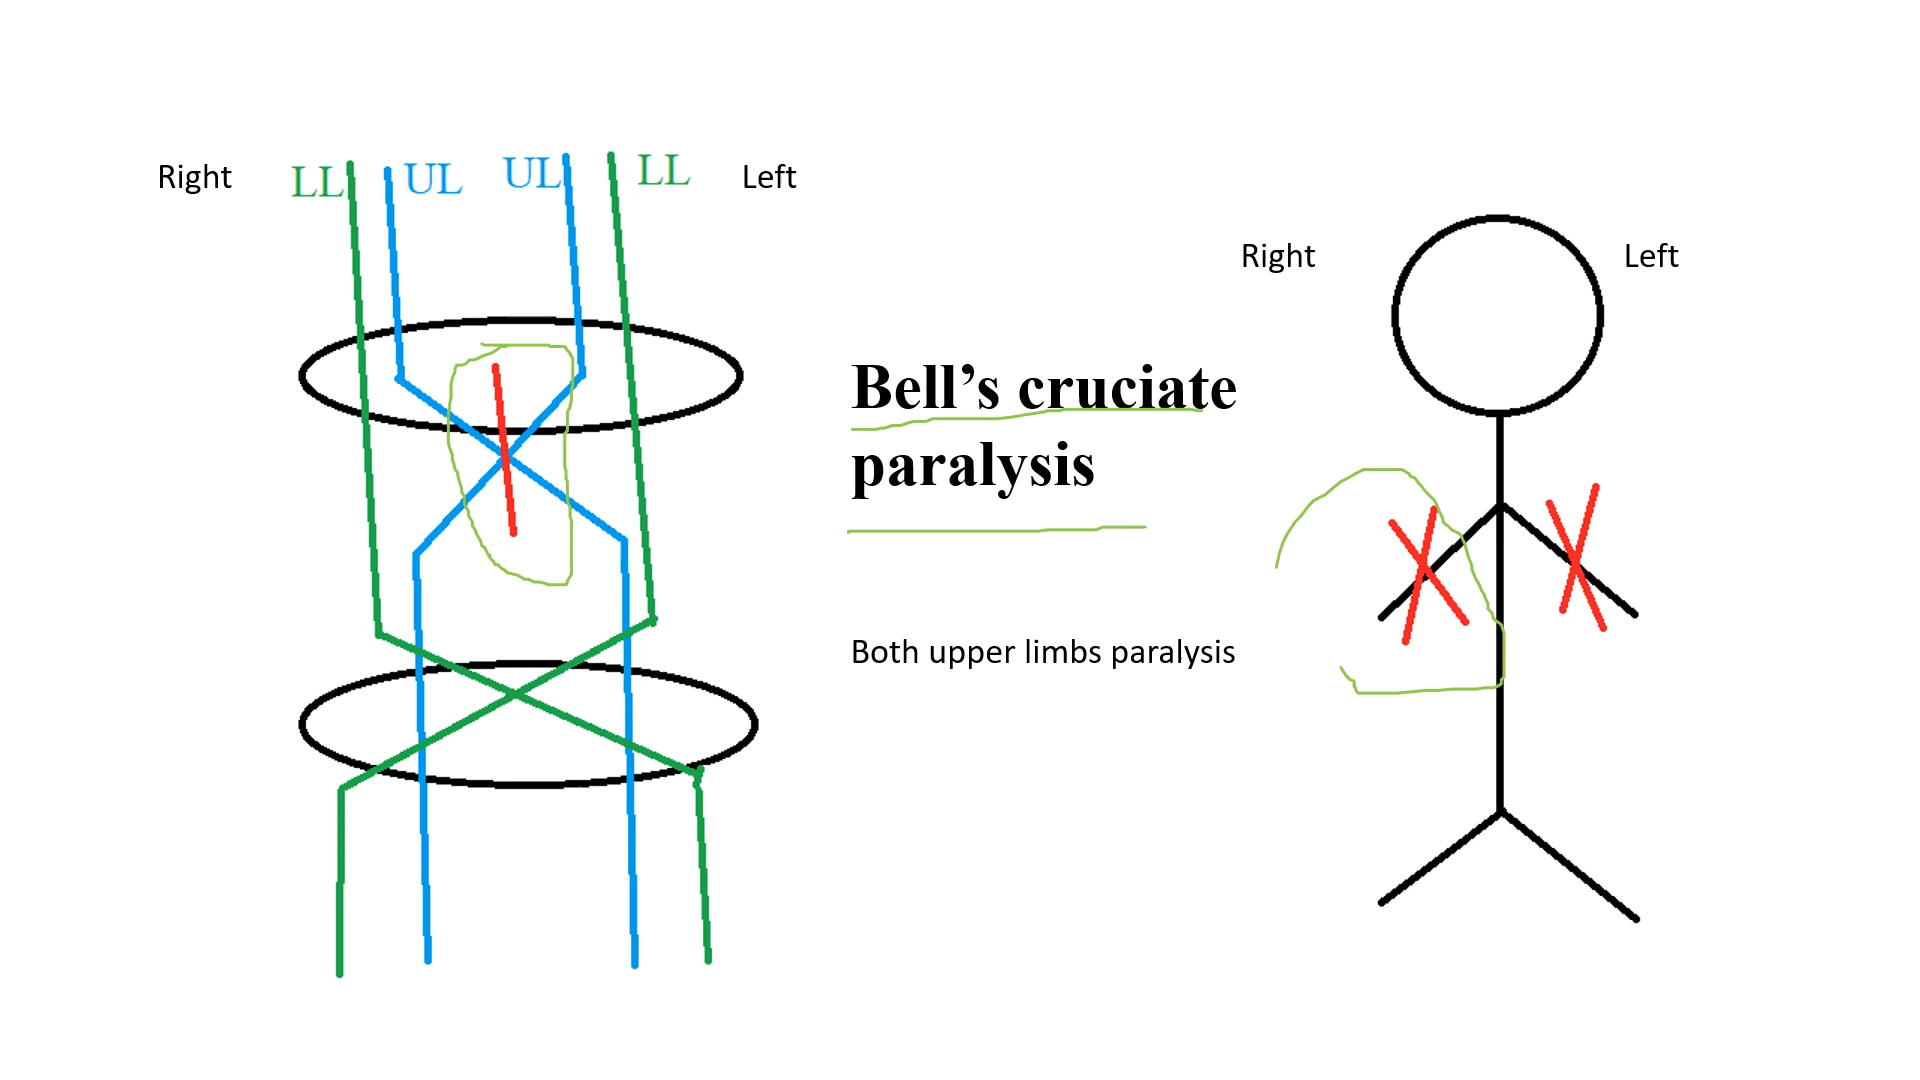 Right
LL
UL
UL
LL
Left
Bell’s cruciate
paralysis
Both upper limbs paralysis
Right
Left